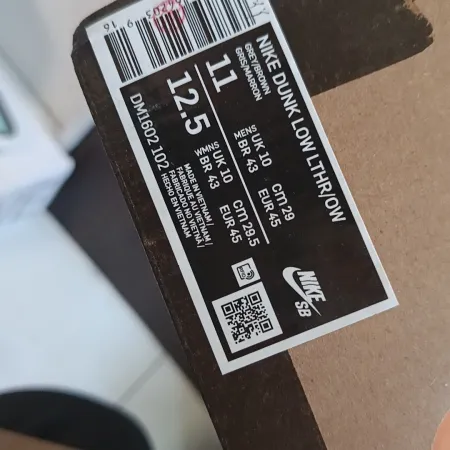 NIKE DUNK LOW LTHR/OW
GREY/BROWN
GRIS/MARRON
11
MENS UK 10
BR 43
cm 29
EUR 45
12.5
WMNS UK 10
BR 43
cm 29.5
EUR 45
DM1602 102
MADE IN VIETNAM /
FABRIQUE AU VIETNAM /
FABRICADO NO VIETNÃ /
HECHO EN VIETNAM
NIKE
SB